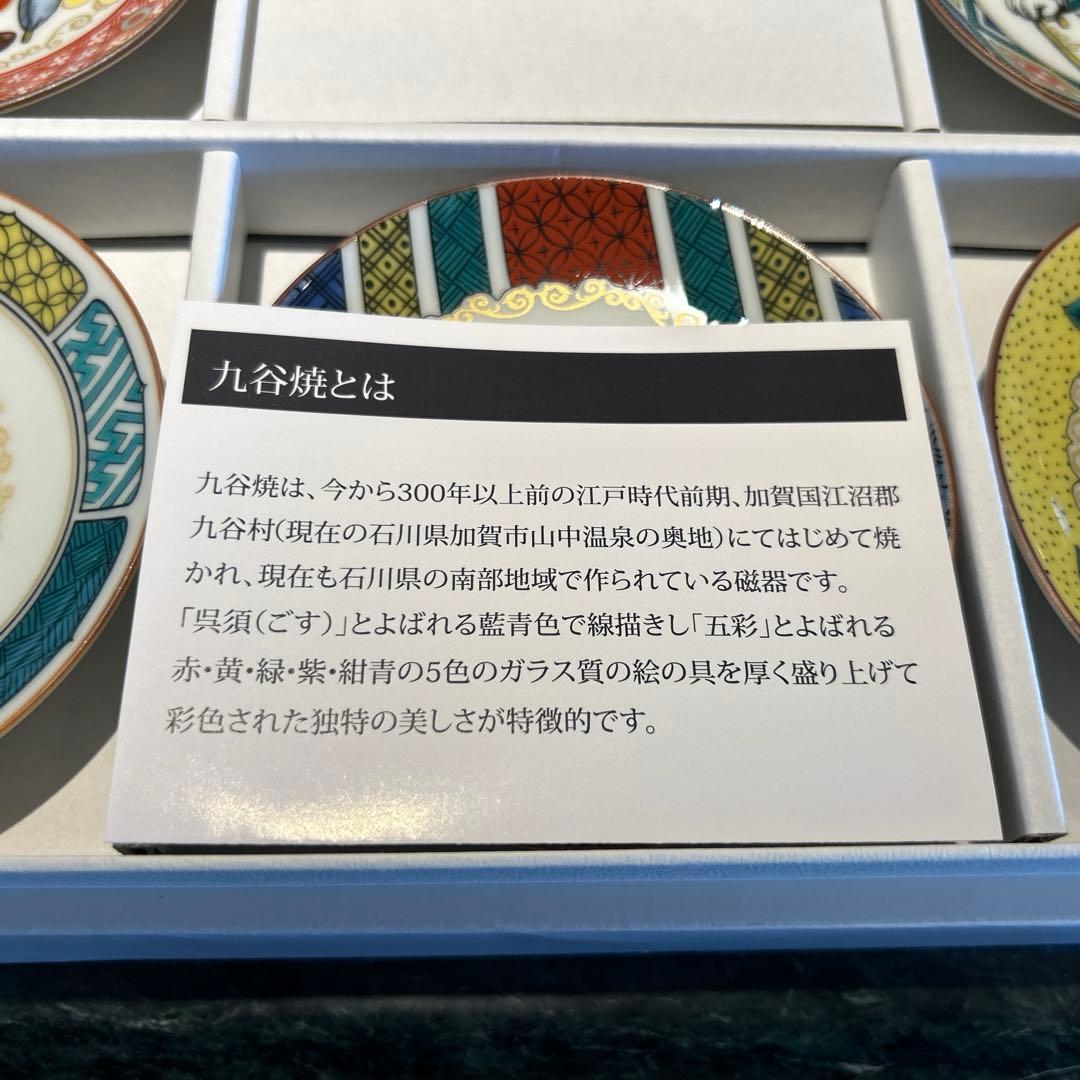 九谷焼とは
九谷焼は、今から300年以上前の江戸時代前期、加賀国江沼郡
九谷村(現在の石川県加賀市山中温泉の奥地)にてはじめて焼
かれ、現在も石川県の南部地域で作られている磁器です。
「呉須(ごす)」とよばれる藍青色で線描きし「五彩」とよばれる
赤・黄・緑・紫・紺青の5色のガラス質の絵の具を厚く盛り上げて
彩色された独特の美しさが特徴的です。